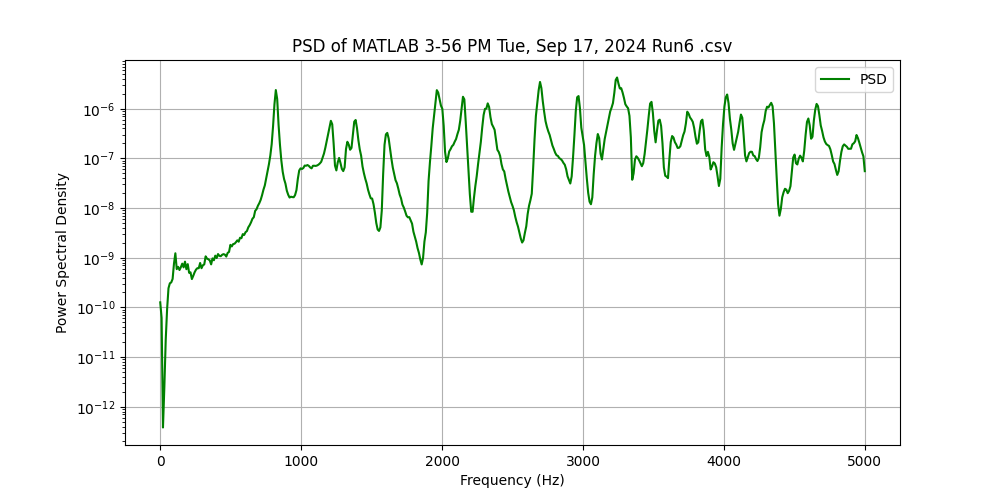 PSD of MATLAB 3-56 PM Tue, Sep 17, 2024 Run6 .csv
PSD
Power Spectral Density
10⁻⁶
10⁻⁷
10⁻⁸
10⁻⁹
10⁻¹⁰
10⁻¹¹
10⁻¹²
0 1000 2000 3000 4000 5000
Frequency (Hz)